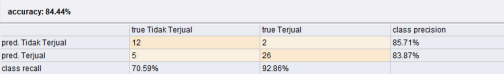 accuracy: 84.44%
true Tidak Terjual true Terjual class precision
pred. Tidak Terjual 12 2 85.71%
pred. Terjual 5 26 83.87%
class recall 70.59% 92.86%